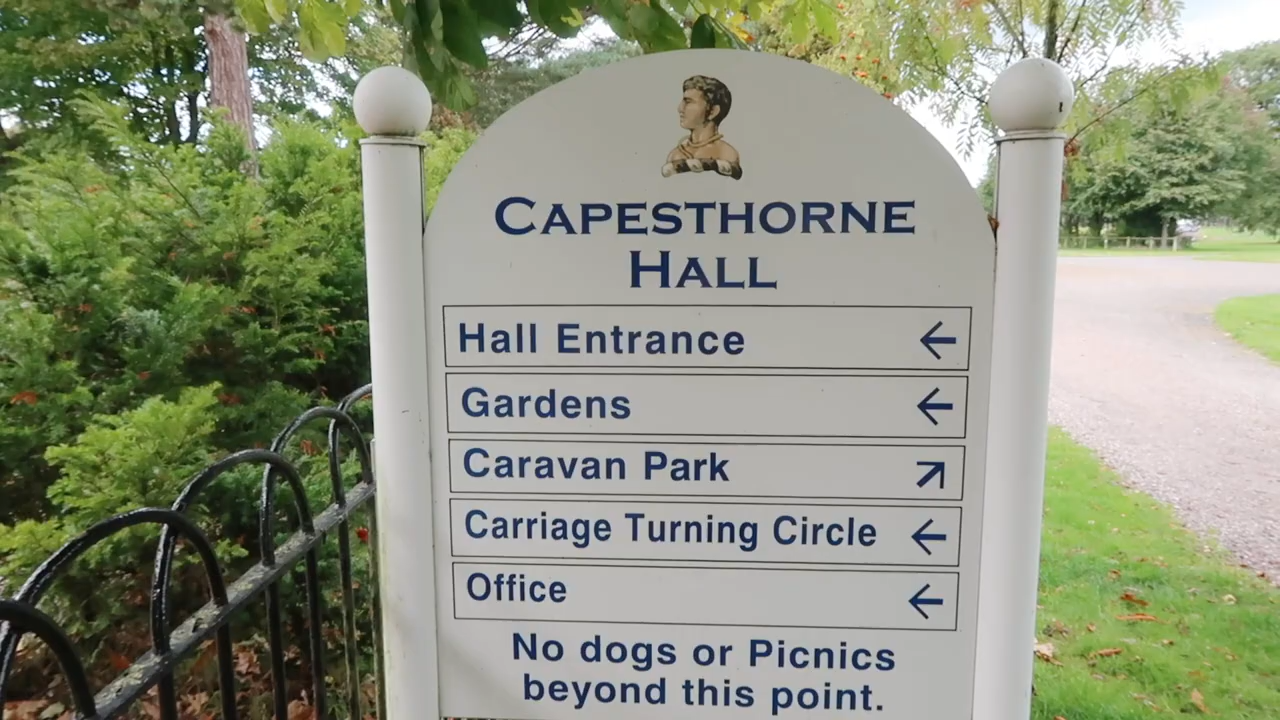 CAPESTHORNE
HALL
Hall Entrance ←
Gardens ←
Caravan Park ↗
Carriage Turning Circle ←
Office ←
No dogs or Picnics
beyond this point.